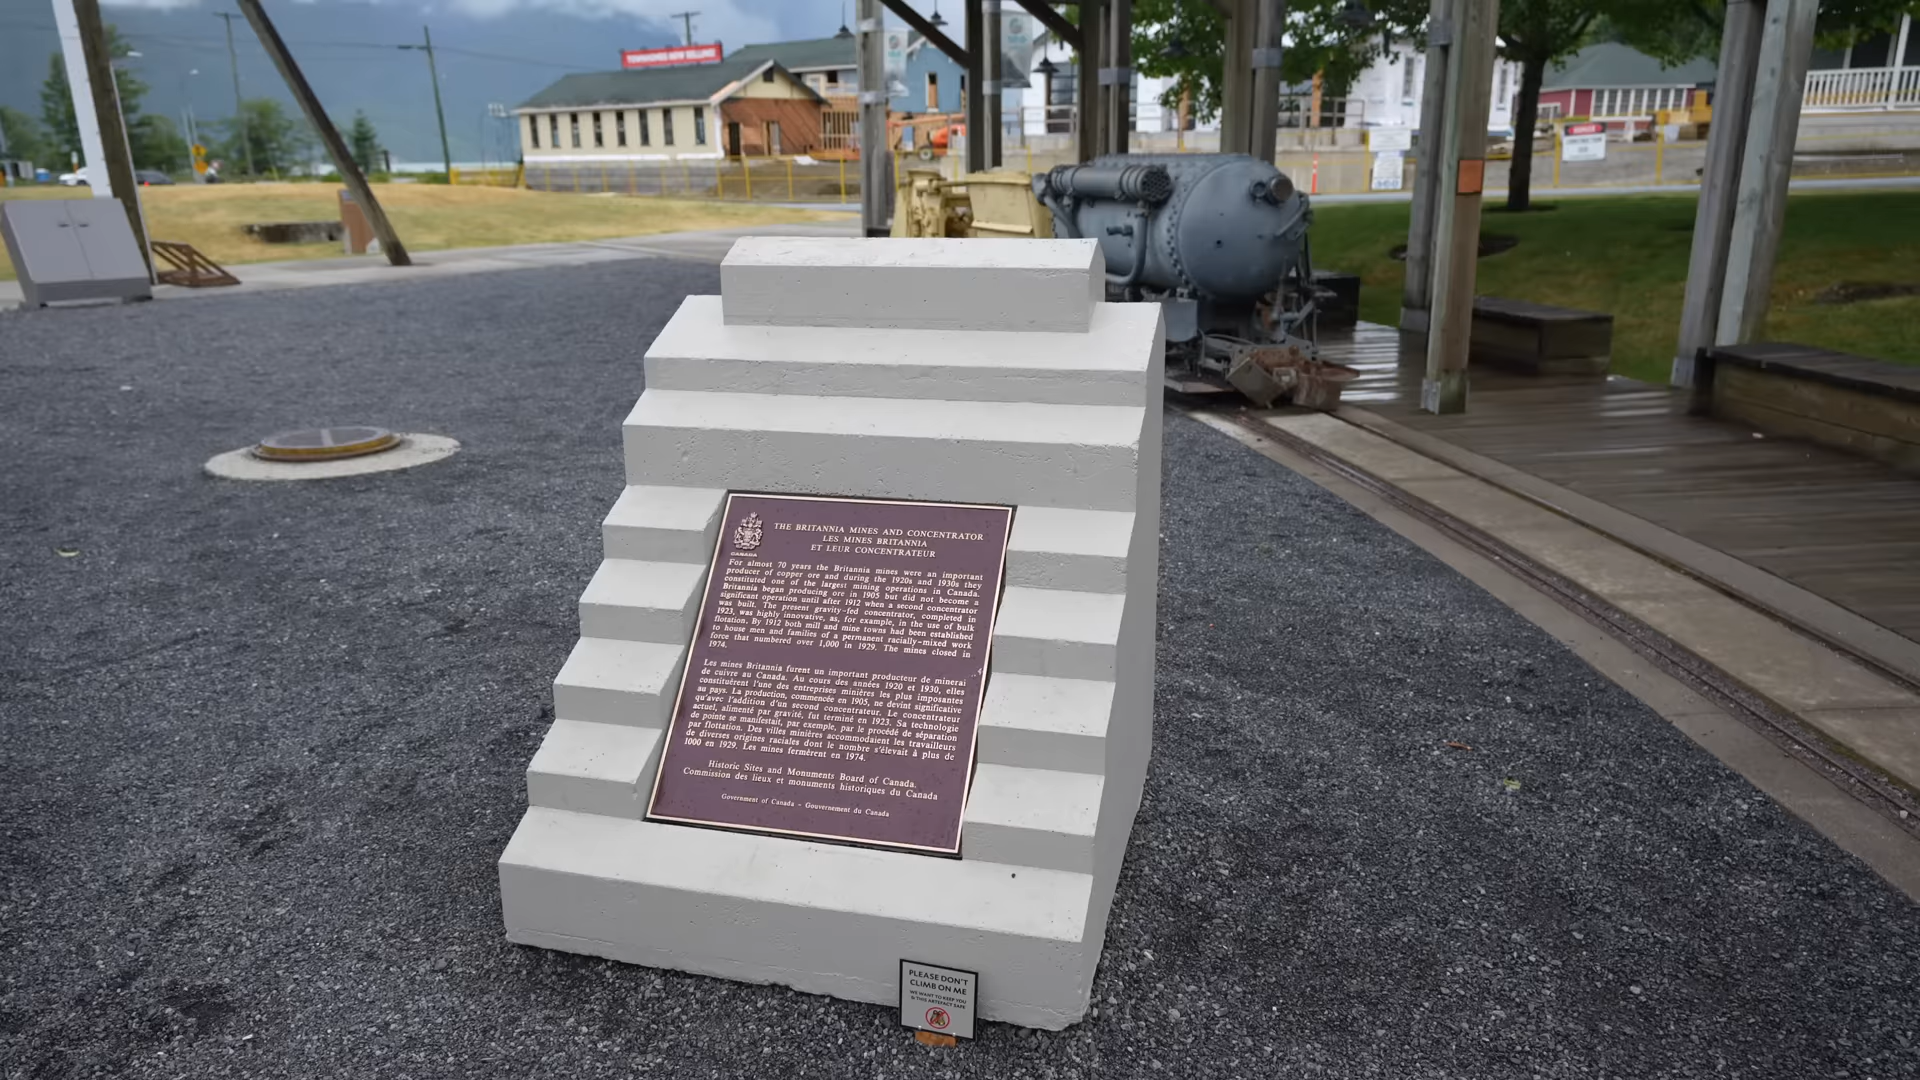 TOWNHOMES NOW SELLING
CANADA
THE BRITANNIA MINES AND CONCENTRATOR
LES MINES BRITANNIA
ET LEUR CONCENTRATEUR
For almost 70 years the Britannia mines were an important
producer of copper ore and during the 1920s and 1930s they
constituted one of the largest mining operations in Canada.
Britannia began producing ore in 1905 but did not become a
significant operation until after 1912 when a second concentrator
was built. The present gravity-fed concentrator, completed in
1923, was highly innovative, as, for example, in the use of bulk
flotation. By 1912 both mill and mine towns had been established
to house men and families of a permanent racially-mixed work
force that numbered over 1,000 in 1929. The mines closed in
1974.
Les mines Britannia furent un important producteur de minerai
de cuivre au Canada. Au cours des années 1920 et 1930, elles
constituèrent l'une des entreprises minières les plus imposantes
au pays. La production, commencée en 1905, ne devint significative
qu'avec l'addition d'un second concentrateur. Le concentrateur
actuel, alimenté par gravité, fut terminé en 1923. Sa technologie
de pointe se manifestait, par exemple, par le procédé de séparation
par flottation. Des villes minières accommodaient les travailleurs
de diverses origines raciales dont le nombre s'élevait à plus de
1000 en 1929. Les mines fermèrent en 1974.
Historic Sites and Monuments Board of Canada.
Commission des lieux et monuments historiques du Canada
Government of Canada - Gouvernement du Canada
PLEASE DON'T
CLIMB ON ME
WE WANT TO KEEP YOU
& THIS ARTEFACT SAFE